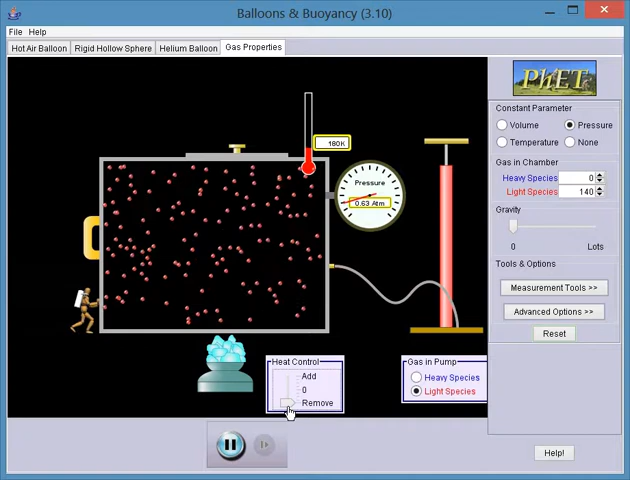 Balloons & Buoyancy (3.10)
File Help
Hot Air Balloon Rigid Hollow Sphere Helium Balloon Gas Properties
PhET
Constant Parameter
Volume Pressure
Temperature None
Gas in Chamber
Heavy Species 0
Light Species 140
Gravity
0 Lots
Tools & Options
Measurement Tools >>
Advanced Options >>
Reset
180K
Pressure
0.63 Atm
Heat Control
Add
0
Remove
Gas in Pump
Heavy Species
Light Species
Help!